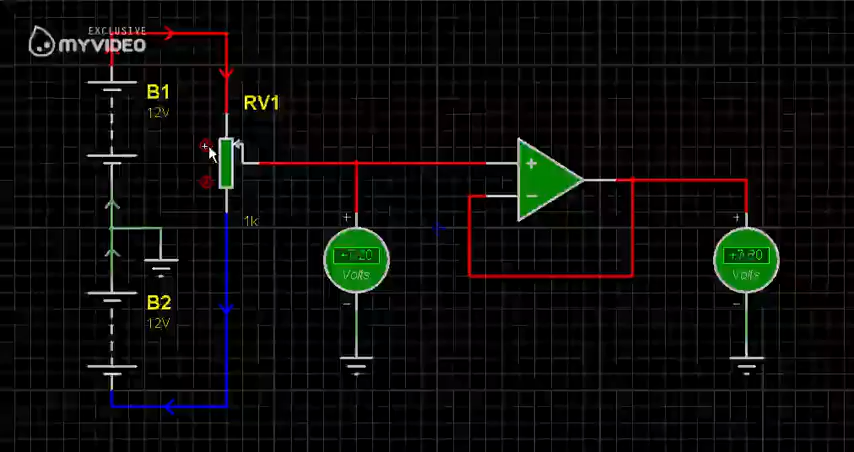 EXCLUSIVE
MYVIDEO
B1
12V
RV1
1k
+
−
+
Volts
−
+
Volts
−
B2
12V